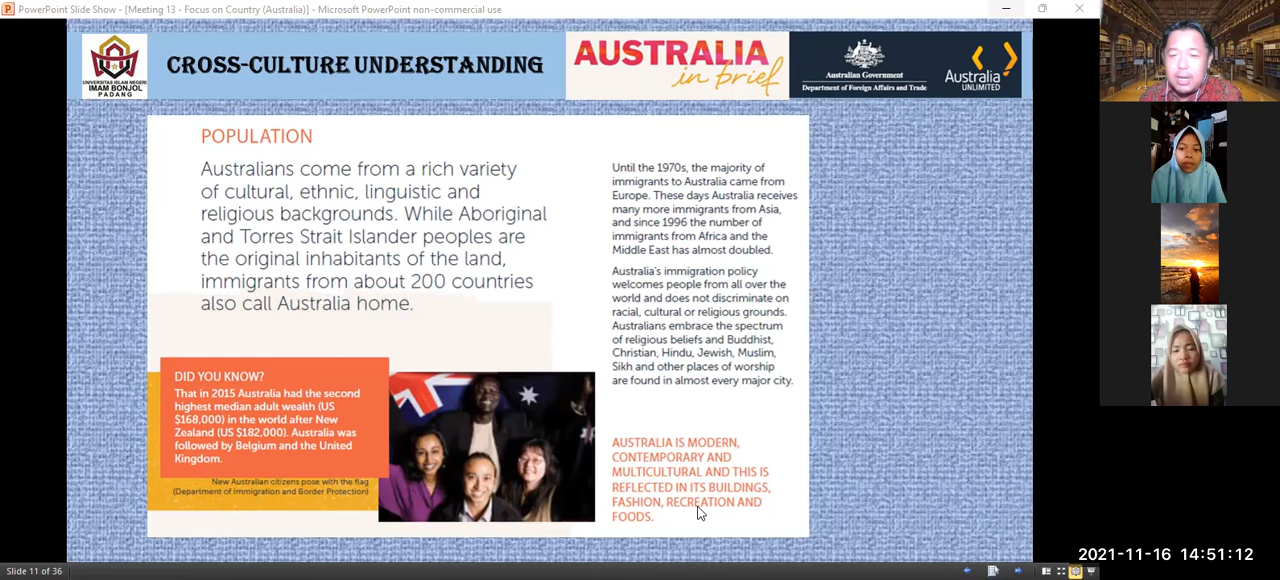 PowerPoint Slide Show - [Meeting 13 - Focus on Country (Australia)] - Microsoft PowerPoint non-commercial use
UNIVERSITAS ISLAM NEGERI
IMAM BONJOL
PADANG
CROSS-CULTURE UNDERSTANDING
AUSTRALIA
in brief
Australian Government
Department of Foreign Affairs and Trade
Australia
UNLIMITED
POPULATION
Australians come from a rich variety
of cultural, ethnic, linguistic and
religious backgrounds. While Aboriginal
and Torres Strait Islander peoples are
the original inhabitants of the land,
immigrants from about 200 countries
also call Australia home.
DID YOU KNOW?
That in 2015 Australia had the second
highest median adult wealth (US
$168,000) in the world after New
Zealand (US $182,000). Australia was
followed by Belgium and the United
Kingdom.
New Australian citizens pose with the flag
(Department of Immigration and Border Protection)
Until the 1970s, the majority of
immigrants to Australia came from
Europe. These days Australia receives
many more immigrants from Asia,
and since 1996 the number of
immigrants from Africa and the
Middle East has almost doubled.
Australia's immigration policy
welcomes people from all over the
world and does not discriminate on
racial, cultural or religious grounds.
Australians embrace the spectrum
of religious beliefs and Buddhist,
Christian, Hindu, Jewish, Muslim,
Sikh and other places of worship
are found in almost every major city.
AUSTRALIA IS MODERN,
CONTEMPORARY AND
MULTICULTURAL AND THIS IS
REFLECTED IN ITS BUILDINGS,
FASHION, RECREATION AND
FOODS.
2021-11-16 14:51:12
Slide 11 of 36